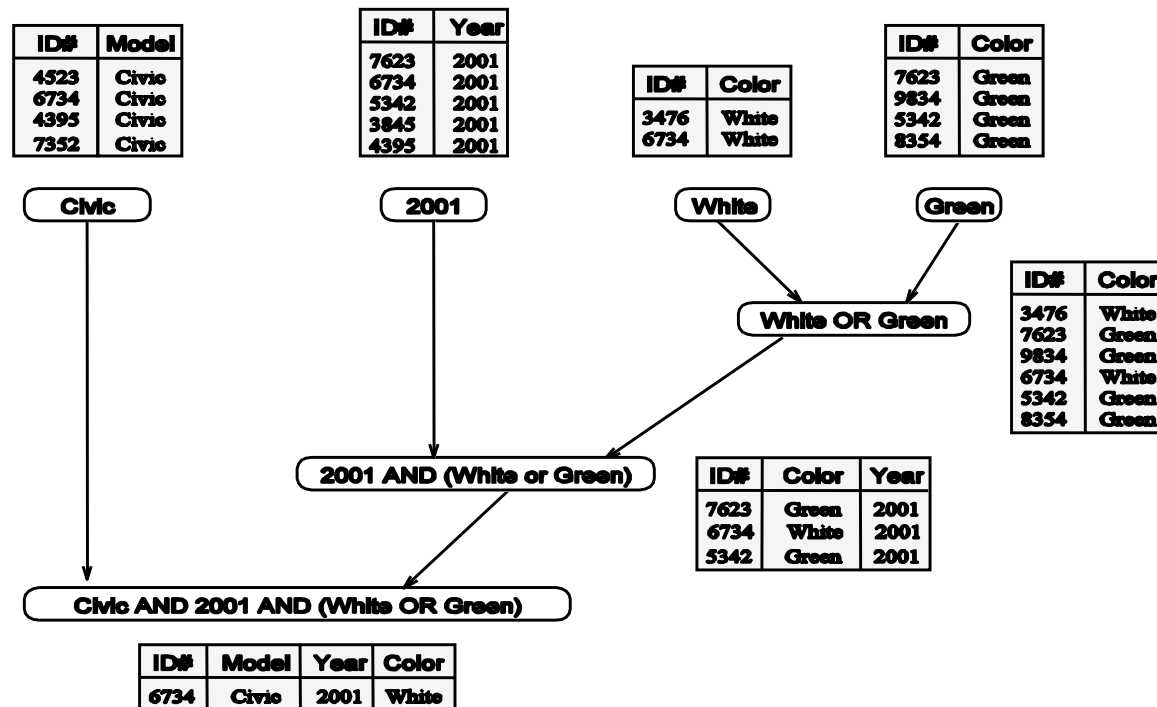 ID# Model
4523 Civic
6734 Civic
4395 Civic
7352 Civic
ID# Year
7623 2001
6734 2001
5342 2001
3845 2001
4395 2001
ID# Color
3476 White
6734 White
ID# Color
7623 Green
9834 Green
5342 Green
8354 Green
Civic
2001
White
Green
White OR Green
ID# Color
3476 White
7623 Green
9834 Green
6734 White
5342 Green
8354 Green
2001 AND (White or Green)
ID# Color Year
7623 Green 2001
6734 White 2001
5342 Green 2001
Civic AND 2001 AND (White OR Green)
ID# Model Year Color
6734 Civic 2001 White